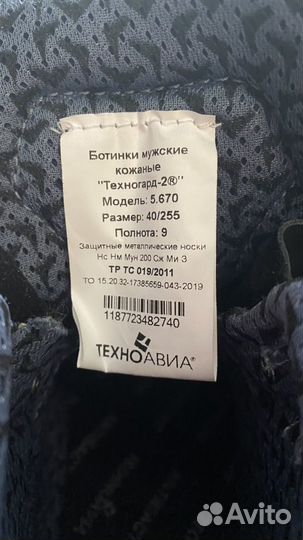 Ботинки мужские
кожаные
"Техногард-2®"
Модель: 5.670
Размер: 40/255
Полнота: 9
Защитные металлические носки
Нс Нм Мун 200 Сж Ми З
ТР ТС 019/2011
ТО 15.20.32-17385659-043-2019
1187723482740
ТЕХНОАВИА®
Avito